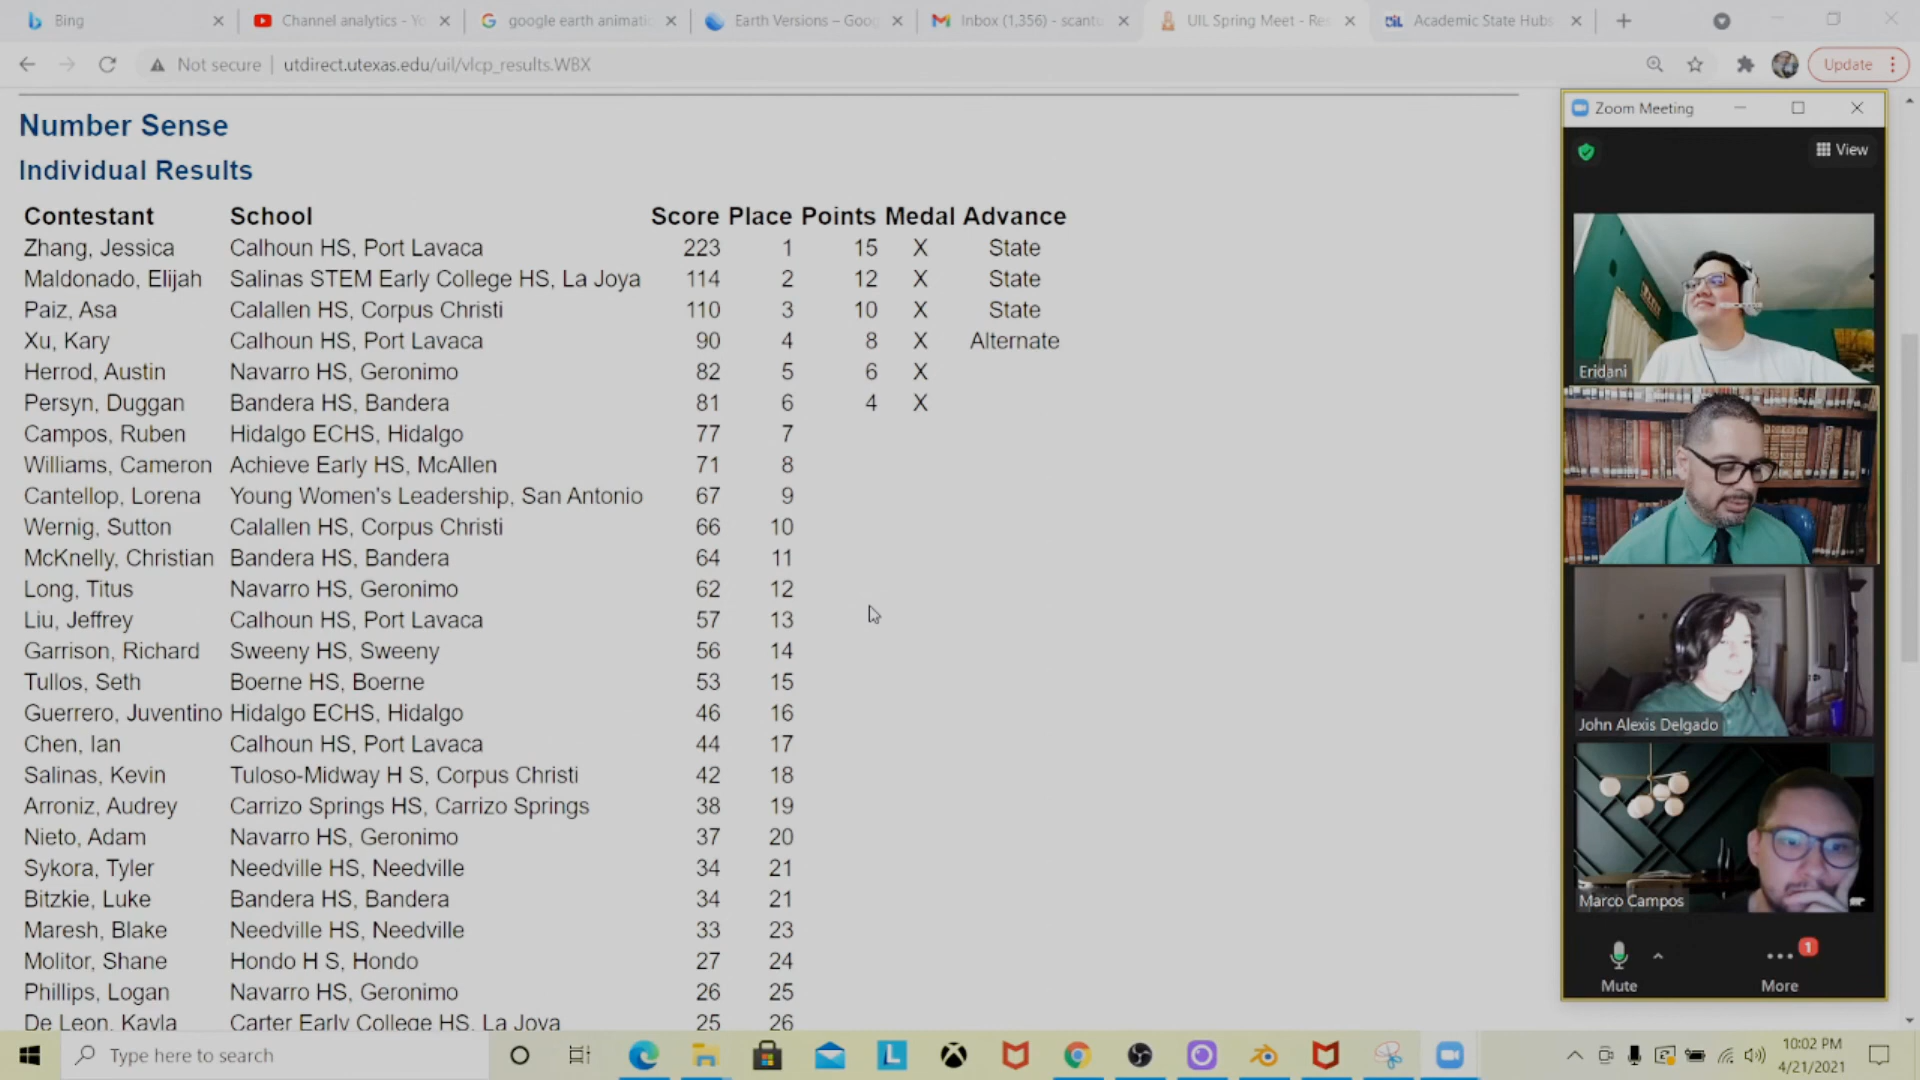 Bing
Channel analytics - Yo
google earth animatic
Earth Versions – Goog
Inbox (1,356) - scantu
UIL Spring Meet - Res
Academic State Hubs
Not secure
utdirect.utexas.edu/uil/vlcp_results.WBX
Update
Number Sense
Individual Results
Contestant School Score Place Points Medal Advance
Zhang, Jessica Calhoun HS, Port Lavaca 223 1 15 X State
Maldonado, Elijah Salinas STEM Early College HS, La Joya 114 2 12 X State
Paiz, Asa Calallen HS, Corpus Christi 110 3 10 X State
Xu, Kary Calhoun HS, Port Lavaca 90 4 8 X Alternate
Herrod, Austin Navarro HS, Geronimo 82 5 6 X
Persyn, Duggan Bandera HS, Bandera 81 6 4 X
Campos, Ruben Hidalgo ECHS, Hidalgo 77 7
Williams, Cameron Achieve Early HS, McAllen 71 8
Cantellop, Lorena Young Women's Leadership, San Antonio 67 9
Wernig, Sutton Calallen HS, Corpus Christi 66 10
McKnelly, Christian Bandera HS, Bandera 64 11
Long, Titus Navarro HS, Geronimo 62 12
Liu, Jeffrey Calhoun HS, Port Lavaca 57 13
Garrison, Richard Sweeny HS, Sweeny 56 14
Tullos, Seth Boerne HS, Boerne 53 15
Guerrero, Juventino Hidalgo ECHS, Hidalgo 46 16
Chen, Ian Calhoun HS, Port Lavaca 44 17
Salinas, Kevin Tuloso-Midway H S, Corpus Christi 42 18
Arroniz, Audrey Carrizo Springs HS, Carrizo Springs 38 19
Nieto, Adam Navarro HS, Geronimo 37 20
Sykora, Tyler Needville HS, Needville 34 21
Bitzkie, Luke Bandera HS, Bandera 34 21
Maresh, Blake Needville HS, Needville 33 23
Molitor, Shane Hondo H S, Hondo 27 24
Phillips, Logan Navarro HS, Geronimo 26 25
De Leon, Kayla Carter Early College HS, La Joya 25 26
Zoom Meeting
View
Eridani
John Alexis Delgado
Marco Campos
1
Mute
More
Type here to search
10:02 PM
4/21/2021